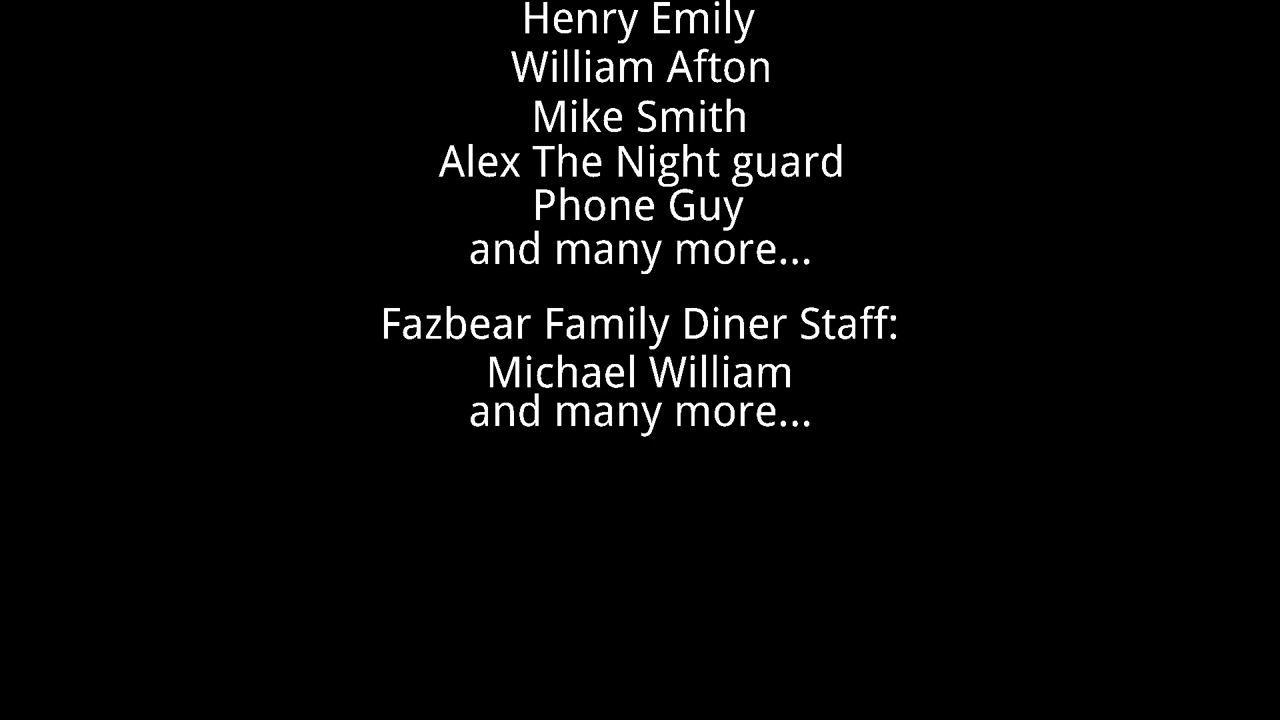 Henry Emily
William Afton
Mike Smith
Alex The Night guard
Phone Guy
and many more...
Fazbear Family Diner Staff:
Michael William
and many more...